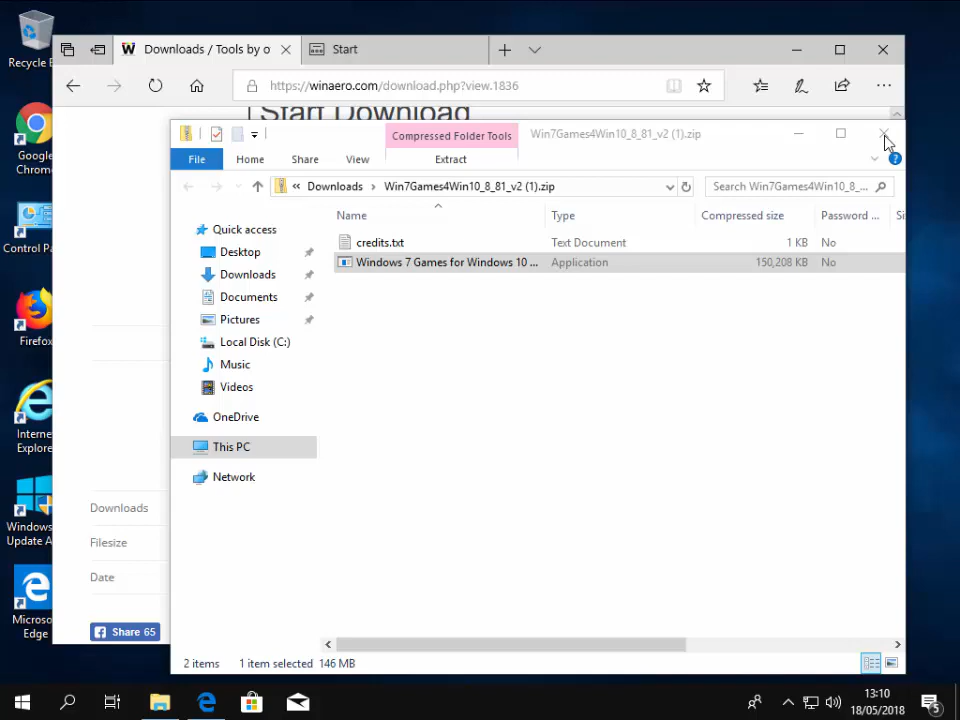 Recycle B
Google
Chrome
Control Pa
Firefox
Internet
Explorer
Windows
Update A
Microso
Edge
Downloads / Tools by o
Start
https://winaero.com/download.php?view.1836
Start Download
Compressed Folder Tools
Win7Games4Win10_8_81_v2 (1).zip
File
Home
Share
View
Extract
« Downloads > Win7Games4Win10_8_81_v2 (1).zip
Search Win7Games4Win10_8_...
Name
Type
Compressed size
Password ...
Si
credits.txt
Text Document
1 KB
No
Windows 7 Games for Windows 10 ...
Application
150,208 KB
No
Quick access
Desktop
Downloads
Documents
Pictures
Local Disk (C:)
Music
Videos
OneDrive
This PC
Network
Downloads
Filesize
Date
Share 65
2 items
1 item selected 146 MB
13:10
18/05/2018
5